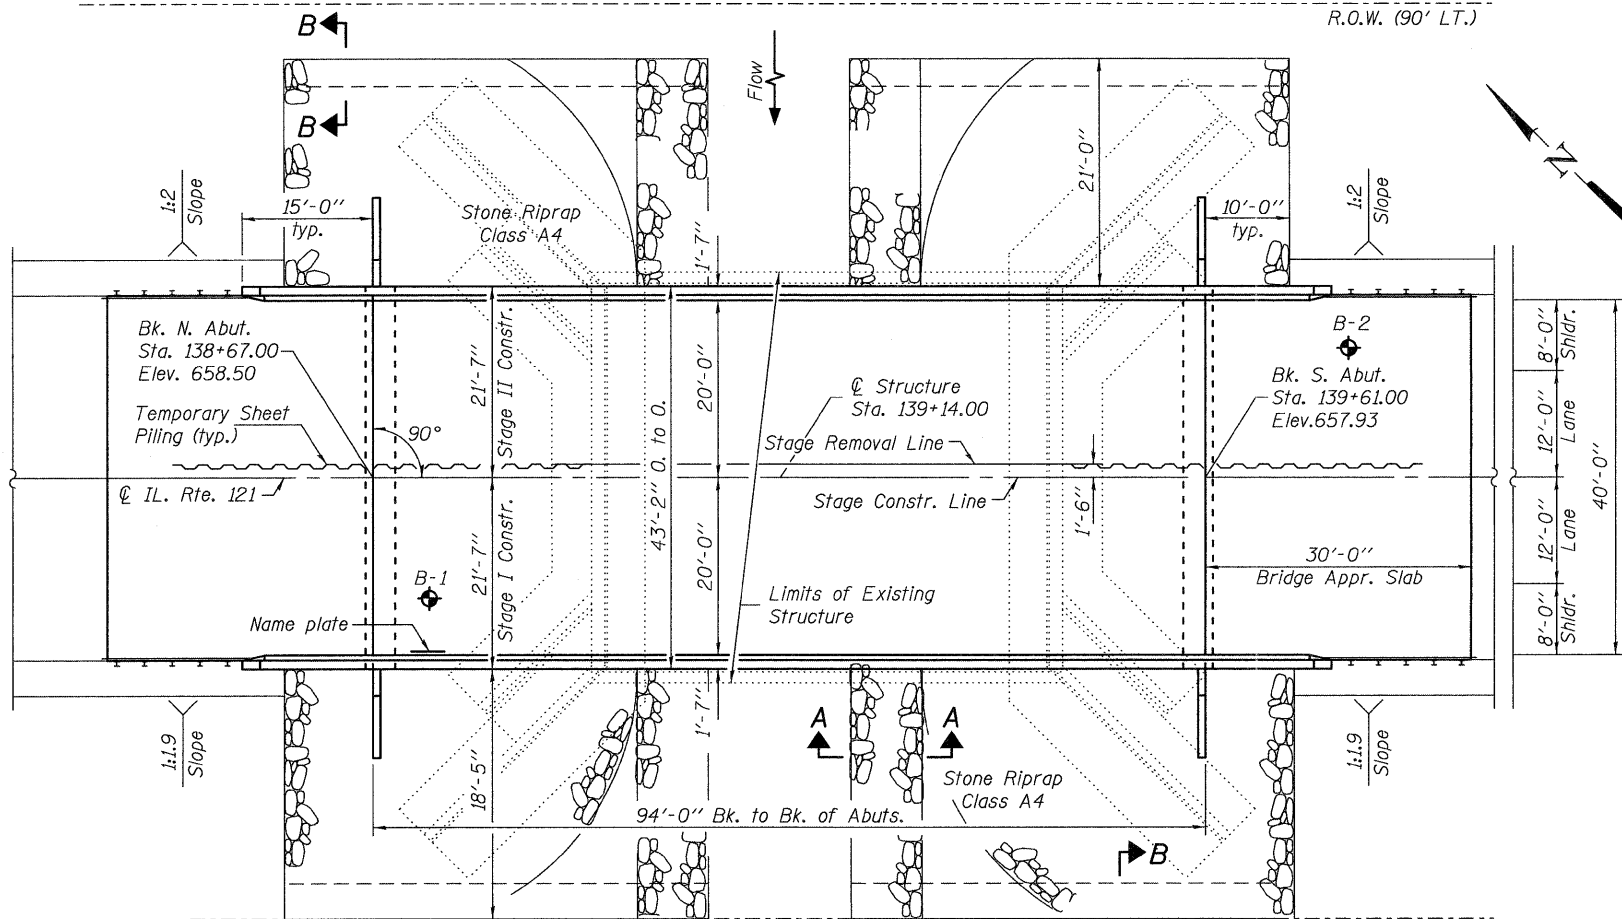 R.O.W. (90' LT.)
B
B
Flow
N
1:2
Slope
15'-0"
typ.
Stone Riprap
Class A4
1'-7"
21'-0"
10'-0"
typ.
1:2
Slope
Bk. N. Abut.
Sta. 138+67.00
Elev. 658.50
Temporary Sheet
Piling (typ.)
90°
21'-7"
Stage II Constr.
43'-2" O. to O.
20'-0"
℄ Structure
Sta. 139+14.00
Stage Removal Line
B-2
Bk. S. Abut.
Sta. 139+61.00
Elev.657.93
8'-0"
Shldr.
12'-0"
Lane
40'-0"
℄ IL. Rte. 121
Stage Constr. Line
1'-6"
12'-0"
Lane
8'-0"
Shldr.
21'-7"
Stage I Constr.
20'-0"
30'-0"
Bridge Appr. Slab
B-1
Name plate
Limits of Existing
Structure
1:1.9
Slope
18'-5"
1'-7"
A
A
Stone Riprap
Class A4
1:1.9
Slope
94'-0" Bk. to Bk. of Abuts.
B